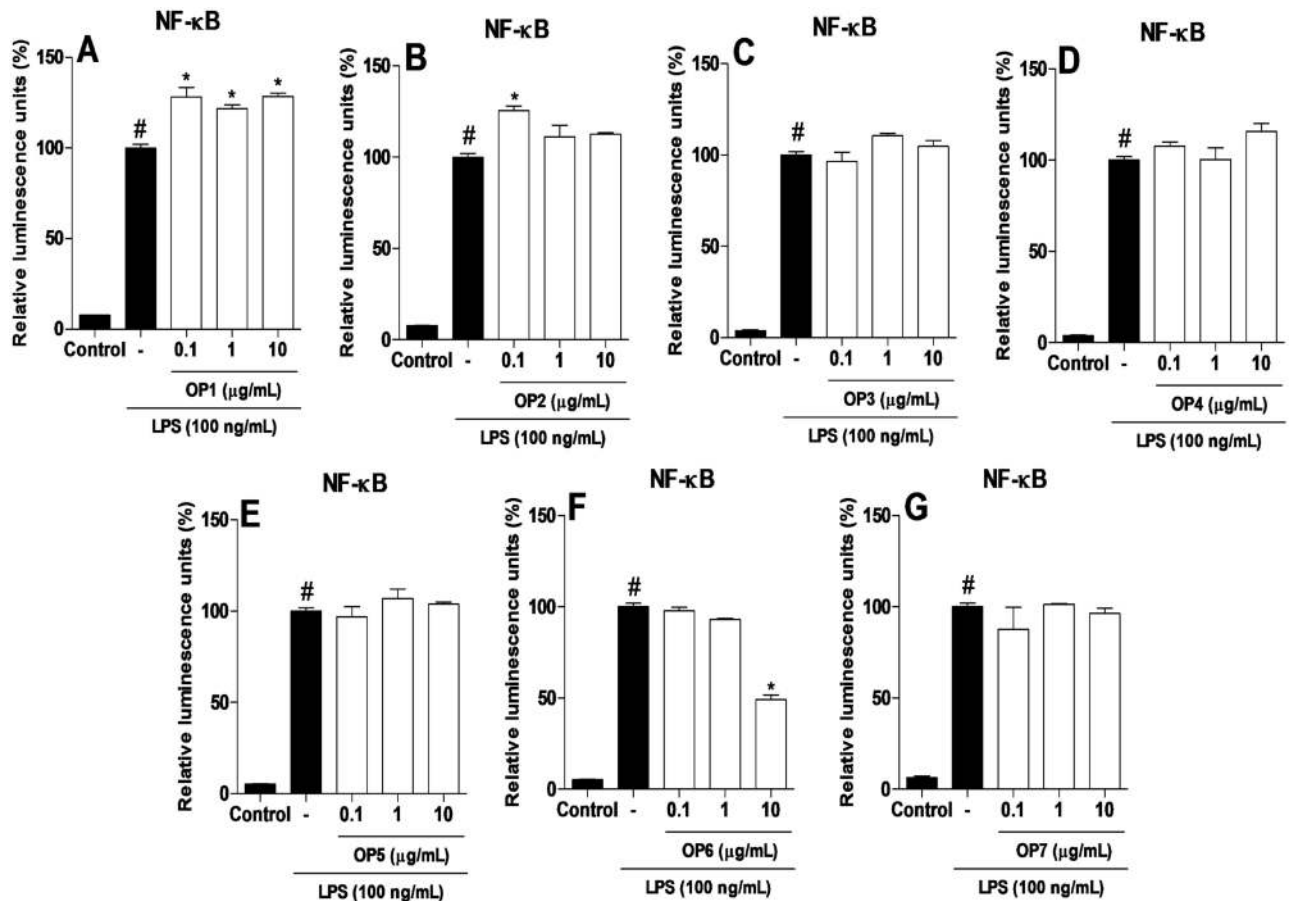 NF-κB
A
Relative luminescence units (%)
150
100
50
0
#
*
*
*
Control
-
0.1
1
10
OP1 (μg/mL)
LPS (100 ng/mL)
NF-κB
B
Relative luminescence units (%)
150
100
50
0
#
*
Control
-
0.1
1
10
OP2 (μg/mL)
LPS (100 ng/mL)
NF-κB
C
Relative luminescence units (%)
150
100
50
0
#
Control
-
0.1
1
10
OP3 (μg/mL)
LPS (100 ng/mL)
NF-κB
D
Relative luminescence units (%)
150
100
50
0
#
Control
-
0.1
1
10
OP4 (μg/mL)
LPS (100 ng/mL)
NF-κB
E
Relative luminescence units (%)
150
100
50
0
#
Control
-
0.1
1
10
OP5 (μg/mL)
LPS (100 ng/mL)
NF-κB
F
Relative luminescence units (%)
150
100
50
0
#
*
Control
-
0.1
1
10
OP6 (μg/mL)
LPS (100 ng/mL)
NF-κB
G
Relative luminescence units (%)
150
100
50
0
#
Control
-
0.1
1
10
OP7 (μg/mL)
LPS (100 ng/mL)